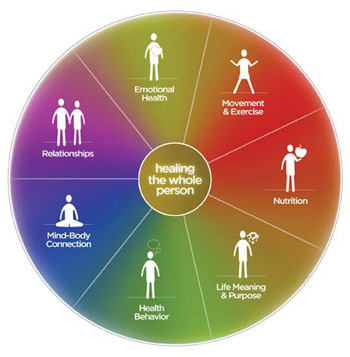 Emotional
Health
Movement
& Exercise
Nutrition
Life Meaning
& Purpose
Health
Behavior
Mind-Body
Connection
Relationships
healing
the whole
person